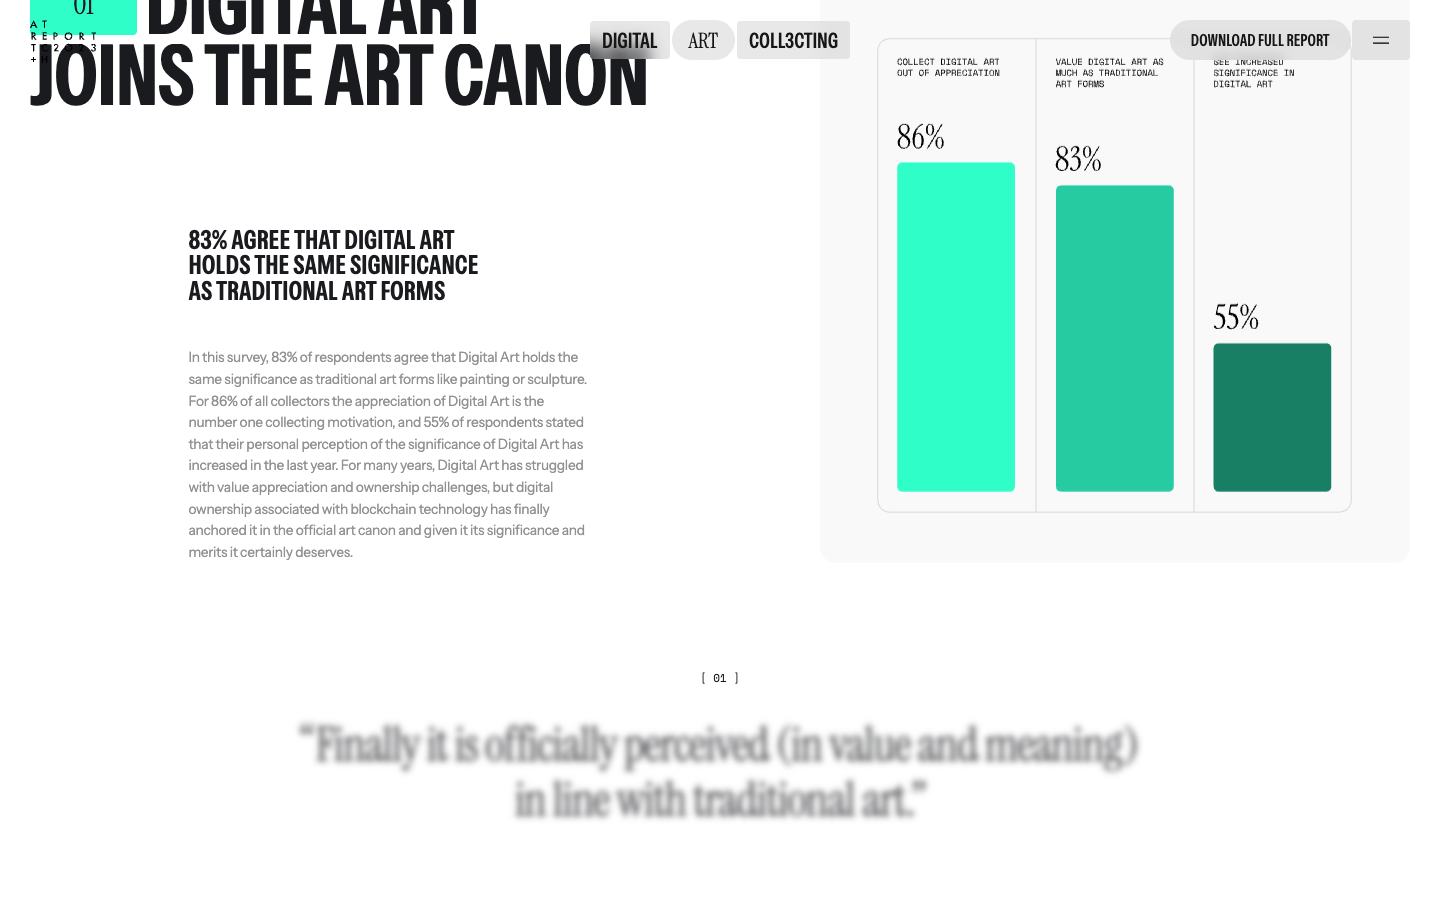 01
DIGITAL ART
JOINS THE ART CANON
DIGITAL ART COLL3CTING
DOWNLOAD FULL REPORT
83% AGREE THAT DIGITAL ART
HOLDS THE SAME SIGNIFICANCE
AS TRADITIONAL ART FORMS
In this survey, 83% of respondents agree that Digital Art holds the
same significance as traditional art forms like painting or sculpture.
For 86% of all collectors the appreciation of Digital Art is the
number one collecting motivation, and 55% of respondents stated
that their personal perception of the significance of Digital Art has
increased in the last year. For many years, Digital Art has struggled
with value appreciation and ownership challenges, but digital
ownership associated with blockchain technology has finally
anchored it in the official art canon and given it its significance and
merits it certainly deserves.
COLLECT DIGITAL ART
OUT OF APPRECIATION
86%
VALUE DIGITAL ART AS
MUCH AS TRADITIONAL
ART FORMS
83%
SEE INCREASED
SIGNIFICANCE IN
DIGITAL ART
55%
[ 01 ]
“Finally it is officially perceived (in value and meaning)
in line with traditional art.”